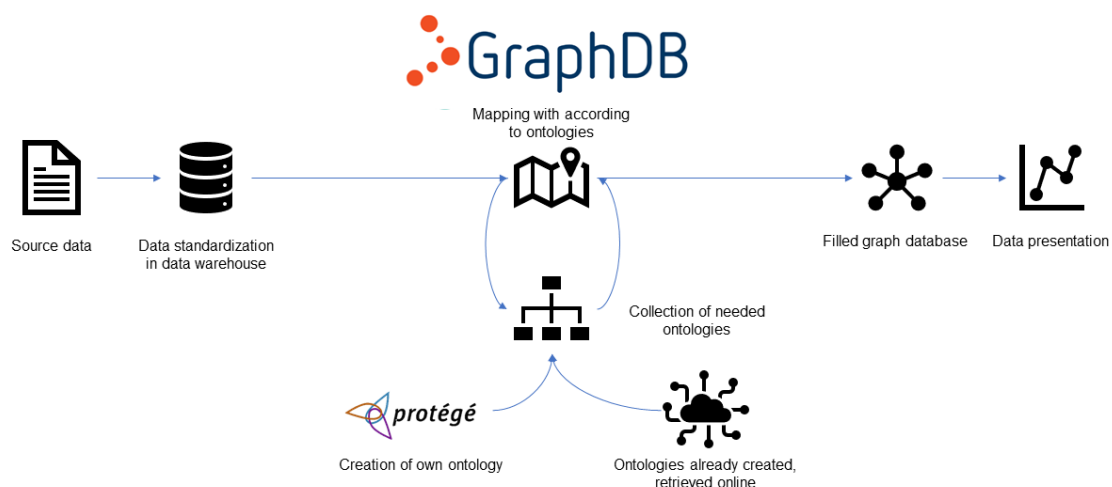 GraphDB
Mapping with according
to ontologies
Source data
Data standardization
in data warehouse
Filled graph database
Data presentation
Collection of needed
ontologies
protégé
Creation of own ontology
Ontologies already created,
retrieved online